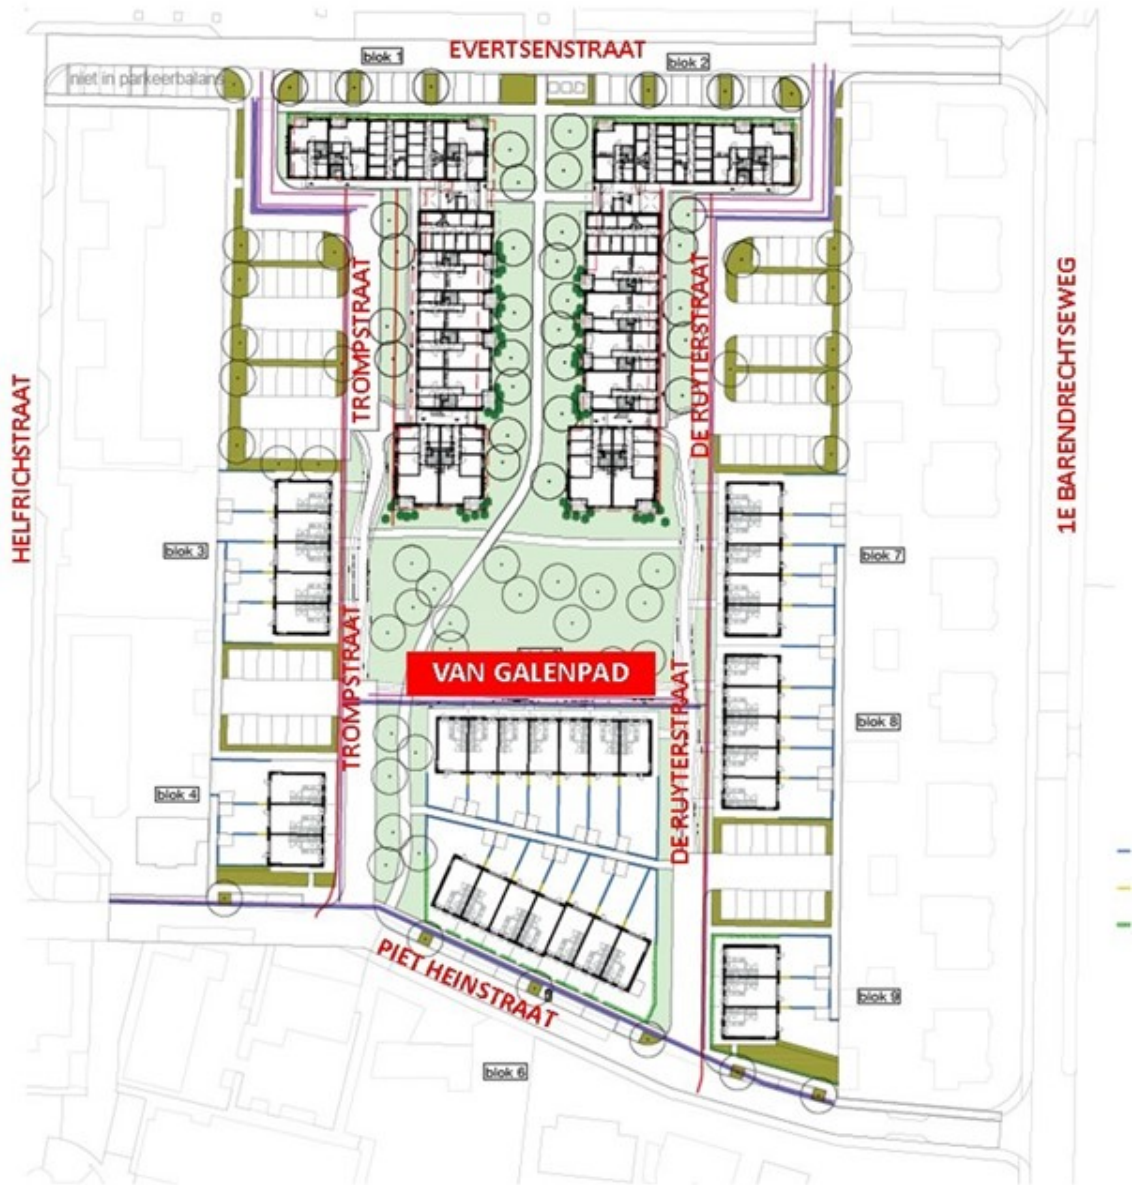 EVERTSENSTRAAT
blok 1
blok 2
niet in parkeerbalans
TROMPSTRAAT
DE RUYTERSTRAAT
1E BARENDRECHTSEWEG
HELFRICHSTRAAT
blok 3
blok 7
VAN GALENPAD
TROMPSTRAAT
DE RUYTERSTRAAT
blok 8
blok 4
PIET HEINSTRAAT
blok 9
blok 6